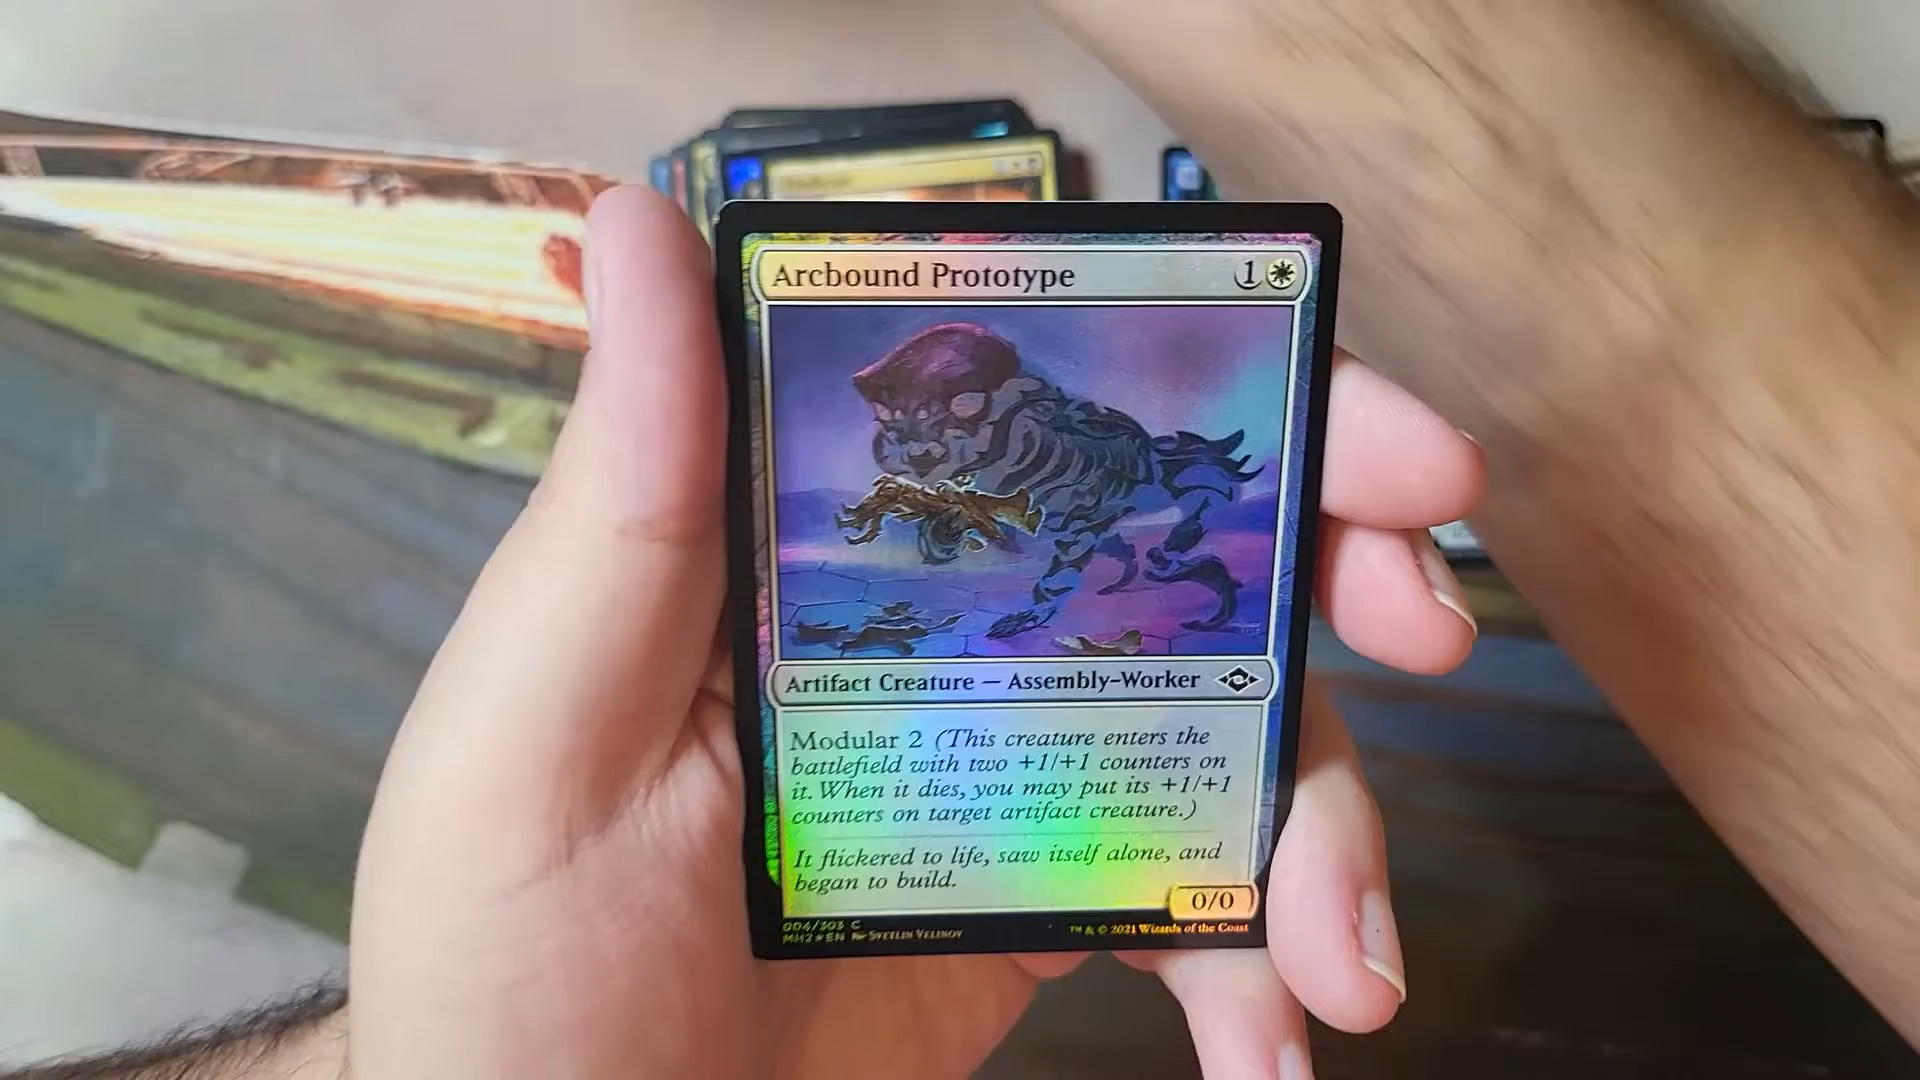 Arcbound Prototype 1
Artifact Creature — Assembly-Worker
Modular 2 (This creature enters the
battlefield with two +1/+1 counters on
it. When it dies, you may put its +1/+1
counters on target artifact creature.)
It flickered to life, saw itself alone, and
began to build.
0/0
004/303 C
MH2 ★ EN Svetlin Velinov
™ & © 2021 Wizards of the Coast